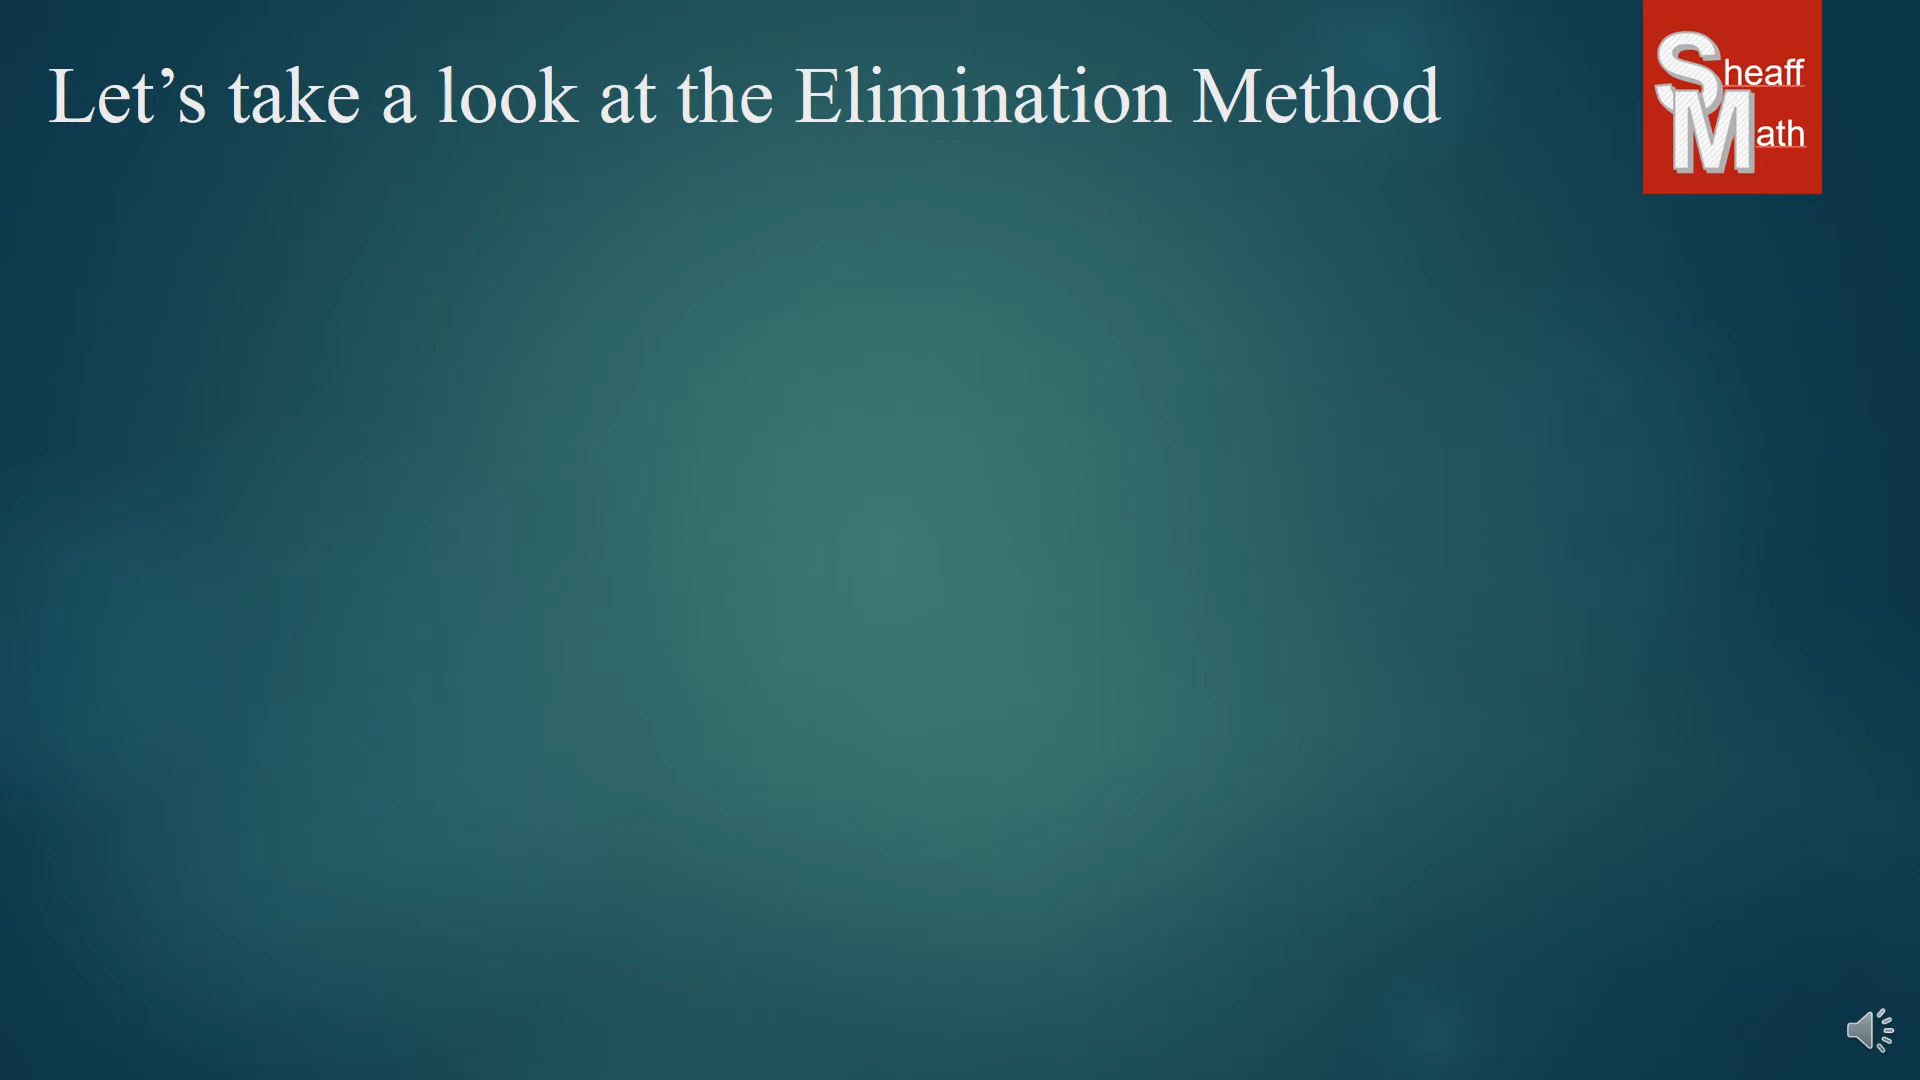 Let’s take a look at the Elimination Method
Sheaff
Math